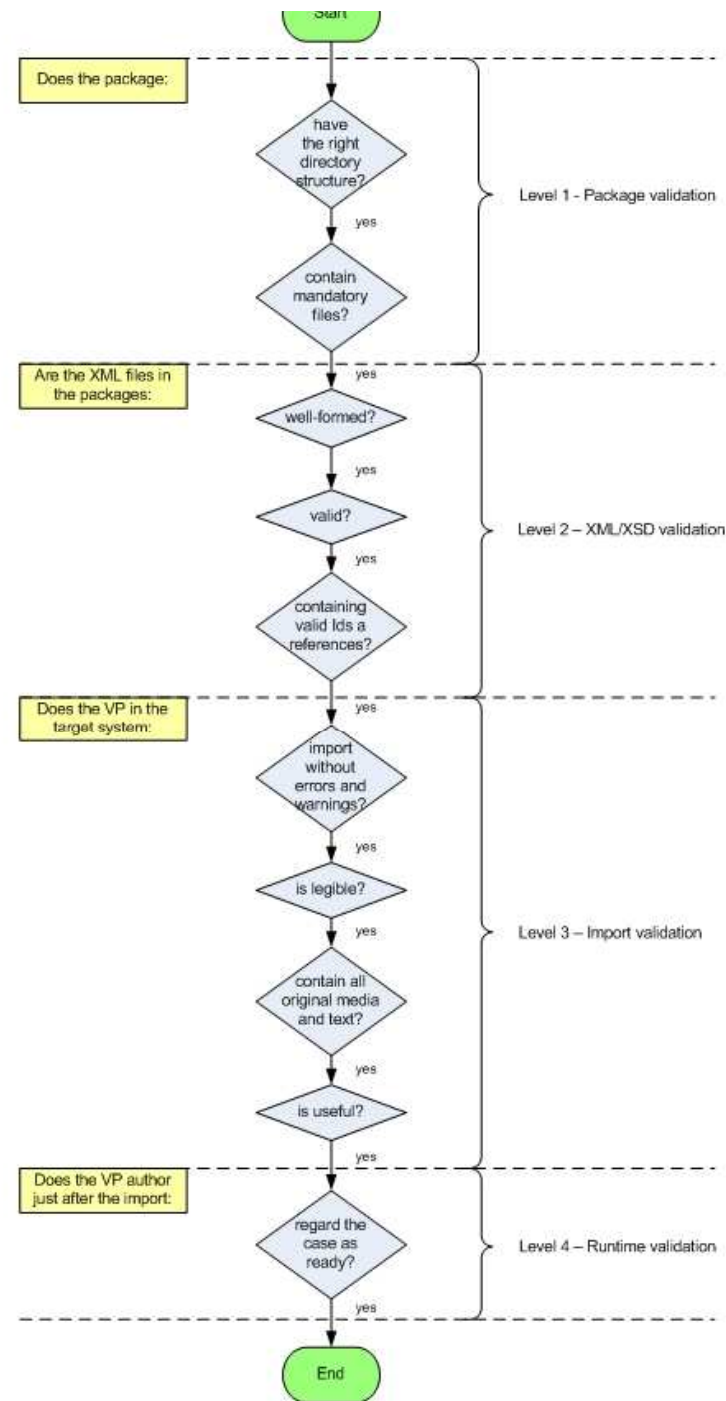 Start
Does the package:
have
the right
directory
structure?
Level 1 - Package validation
yes
contain
mandatory
files?
yes
Are the XML files in
the packages:
well-formed?
yes
valid?
Level 2 – XML/XSD validation
yes
containing
valid Ids a
references?
yes
Does the VP in the
target system:
import
without
errors and
warnings?
yes
is legible?
yes
Level 3 – Import validation
contain all
original media
and text?
yes
is useful?
yes
Does the VP author
just after the import:
regard the
case as
ready?
Level 4 – Runtime validation
yes
End